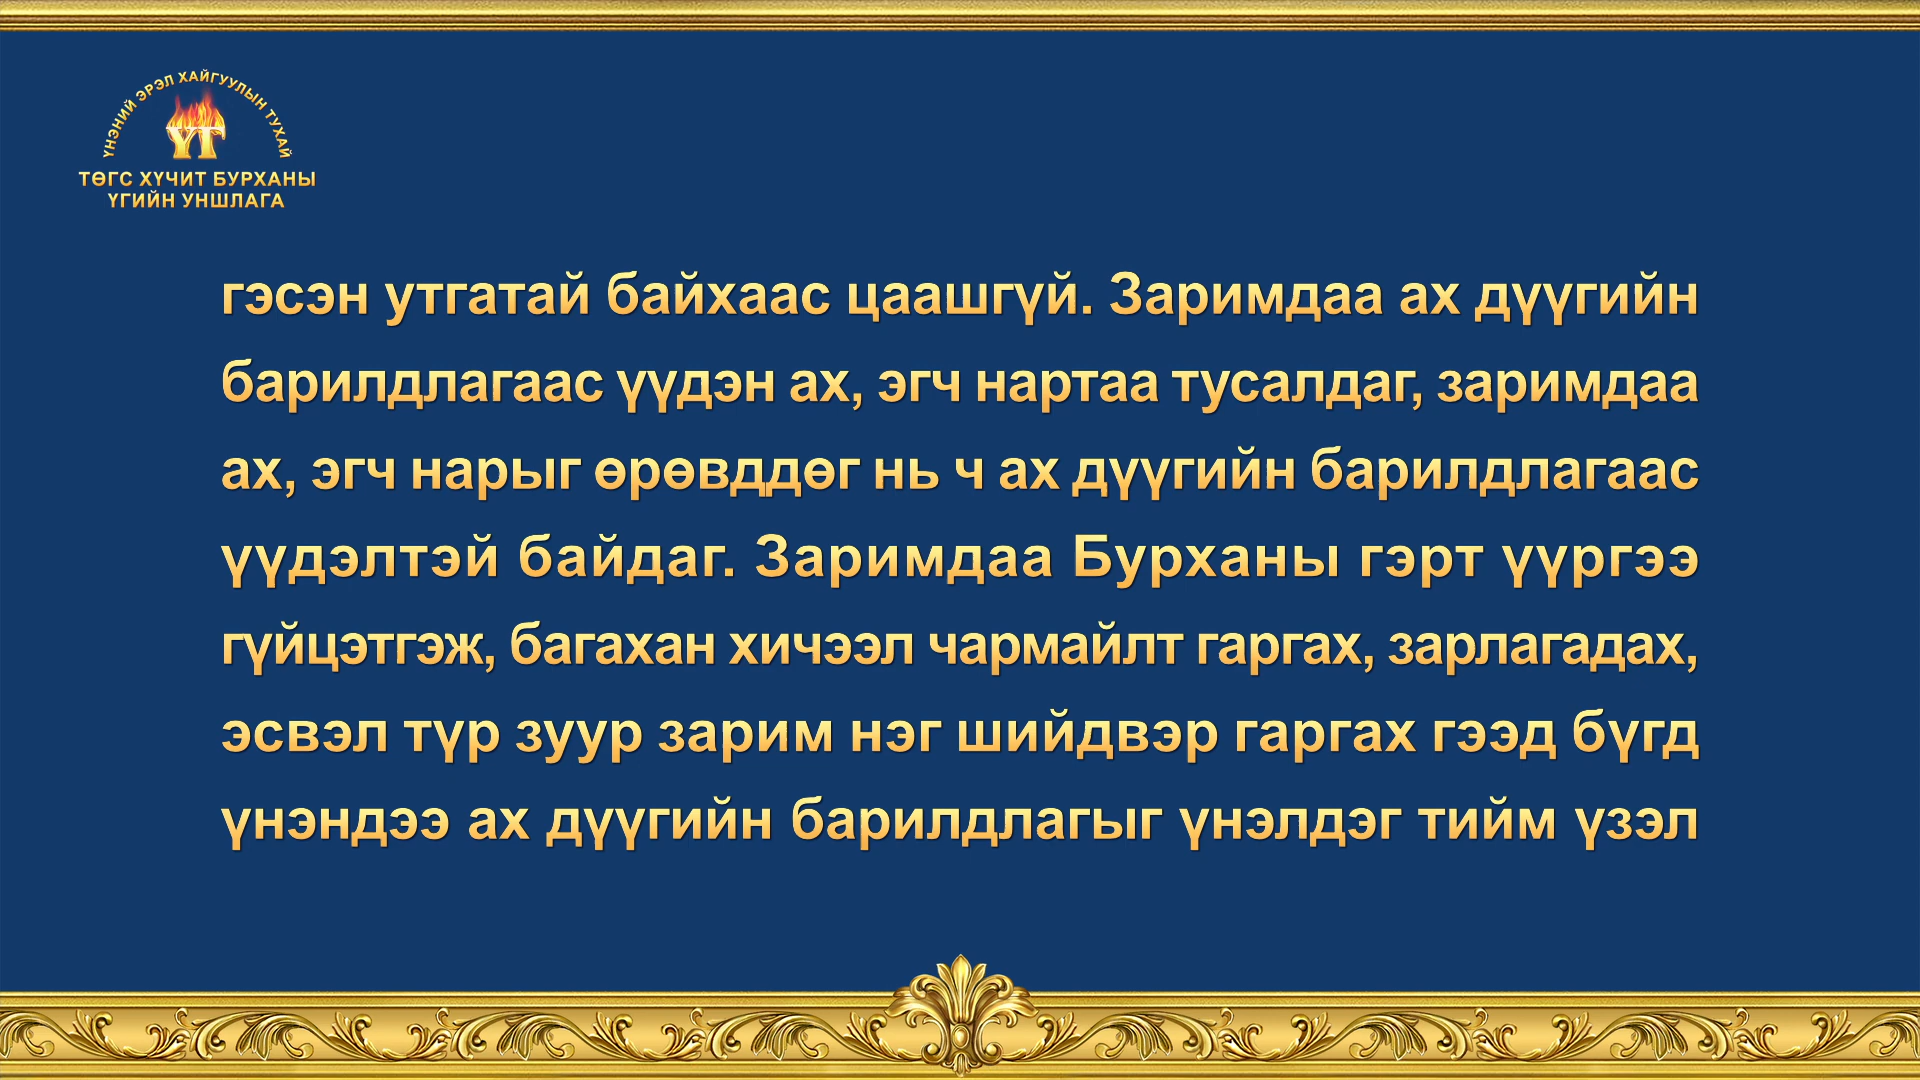 ҮНЭНИЙ ЭРЭЛ ХАЙГУУЛЫН ТУХАЙ
ҮГ
ТӨГС ХҮЧИТ БУРХАНЫ
ҮГИЙН УНШЛАГА
гэсэн утгатай байхаас цаашгүй. Заримдаа ах дүүгийн
барилдлагаас үүдэн ах, эгч нартаа тусалдаг, заримдаа
ах, эгч нарыг өрөвддөг нь ч ах дүүгийн барилдлагаас
үүдэлтэй байдаг. Заримдаа Бурханы гэрт үүргээ
гүйцэтгэж, багахан хичээл чармайлт гаргах, зарлагадах,
эсвэл түр зуур зарим нэг шийдвэр гаргах гээд бүгд
үнэндээ ах дүүгийн барилдлагыг үнэлдэг тийм үзэл